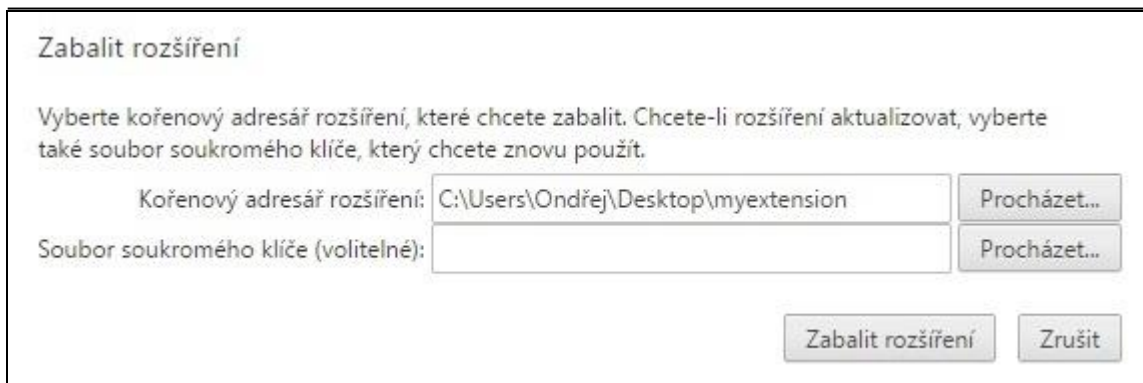 Zabalit rozšíření
Vyberte kořenový adresář rozšíření, které chcete zabalit. Chcete-li rozšíření aktualizovat, vyberte
také soubor soukromého klíče, který chcete znovu použít.
Kořenový adresář rozšíření: C:\Users\Ondřej\Desktop\myextension Procházet...
Soubor soukromého klíče (volitelné): Procházet...
Zabalit rozšíření Zrušit